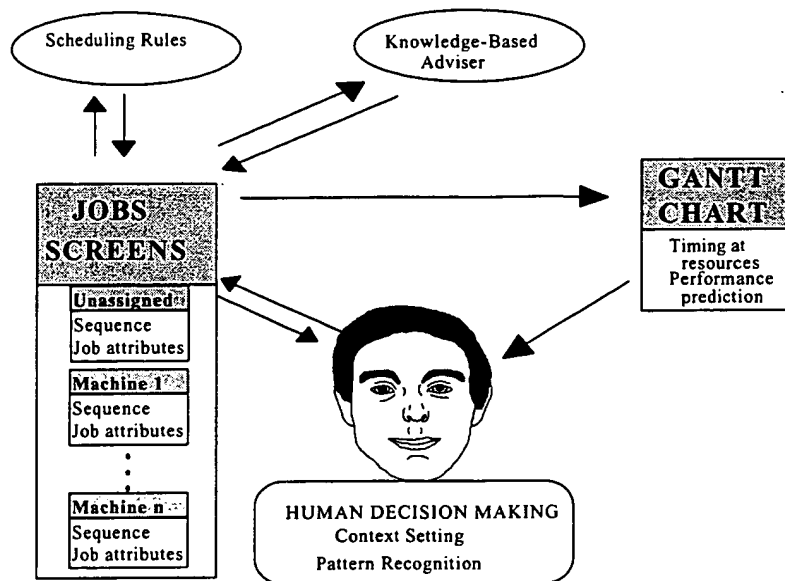 Scheduling Rules
Knowledge-Based
Adviser
JOBS
SCREENS
Unassigned
Sequence
Job attributes
Machine 1
Sequence
Job attributes
Machine n
Sequence
Job attributes
GANTT
CHART
Timing at
resources
Performance
prediction
HUMAN DECISION MAKING
Context Setting
Pattern Recognition